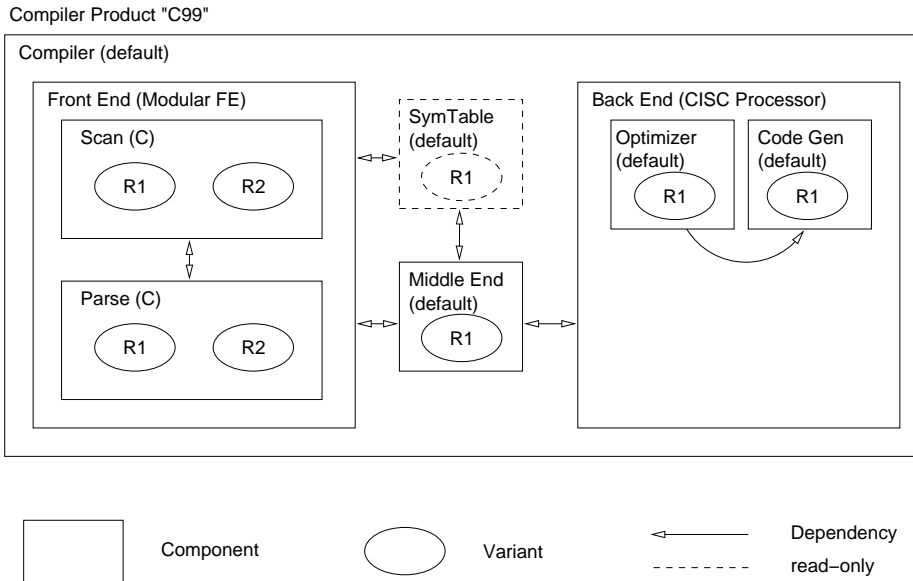 Compiler Product "C99"
Compiler (default)
Front End (Modular FE)
Scan (C)
R1
R2
Parse (C)
R1
R2
SymTable
(default)
R1
Middle End
(default)
R1
Back End (CISC Processor)
Optimizer
(default)
R1
Code Gen
(default)
R1
Component
Variant
Dependency
read−only